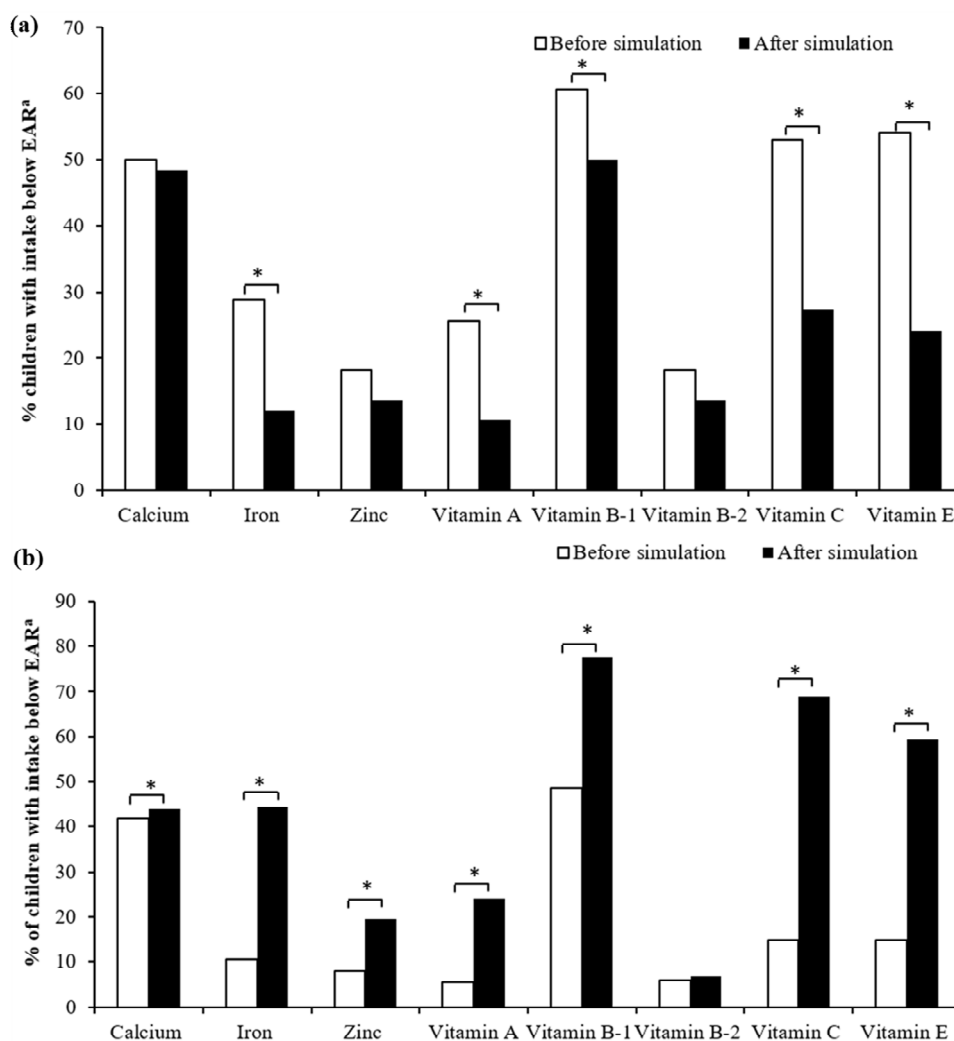 (a)
% children with intake below EARᵃ
70
60
50
40
30
20
10
0
Before simulation After simulation
* * * * *
Calcium Iron Zinc Vitamin A Vitamin B-1 Vitamin B-2 Vitamin C Vitamin E
(b)
Before simulation After simulation
% of children with intake below EARᵃ
90
80
70
60
50
40
30
20
10
0
* * * * * * *
Calcium Iron Zinc Vitamin A Vitamin B-1 Vitamin B-2 Vitamin C Vitamin E